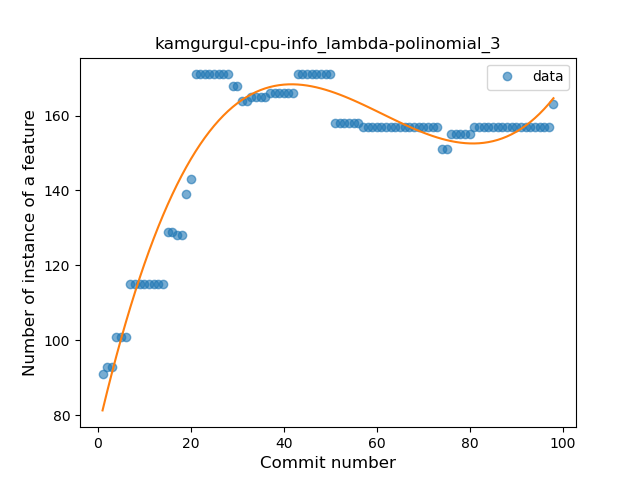 kamgurgul-cpu-info_lambda-polinomial_3
data
Number of instance of a feature
160
140
120
100
80
0 20 40 60 80 100
Commit number